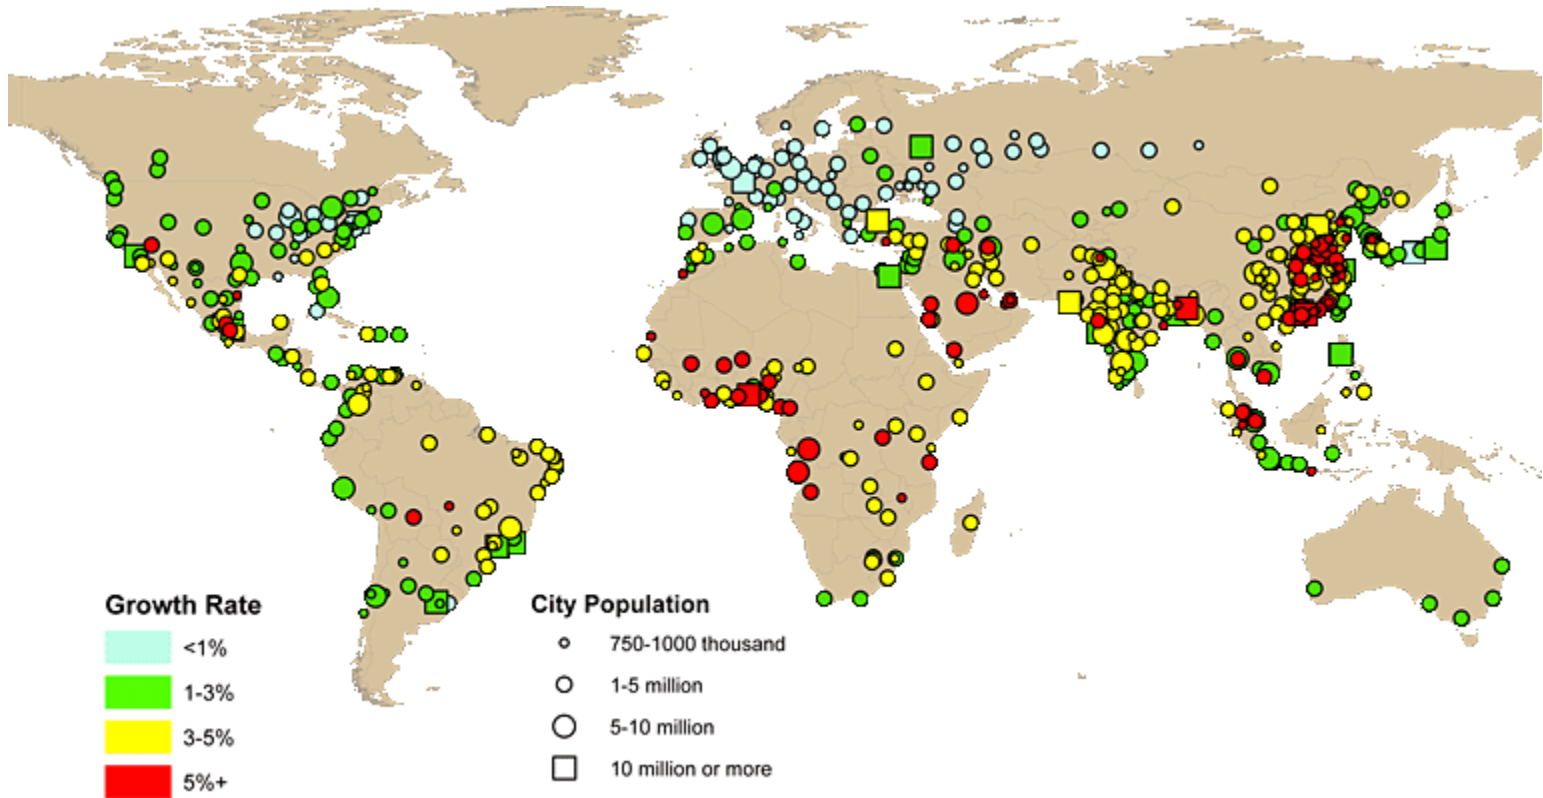 Growth Rate
<1%
1-3%
3-5%
5%+
City Population
750-1000 thousand
1-5 million
5-10 million
10 million or more